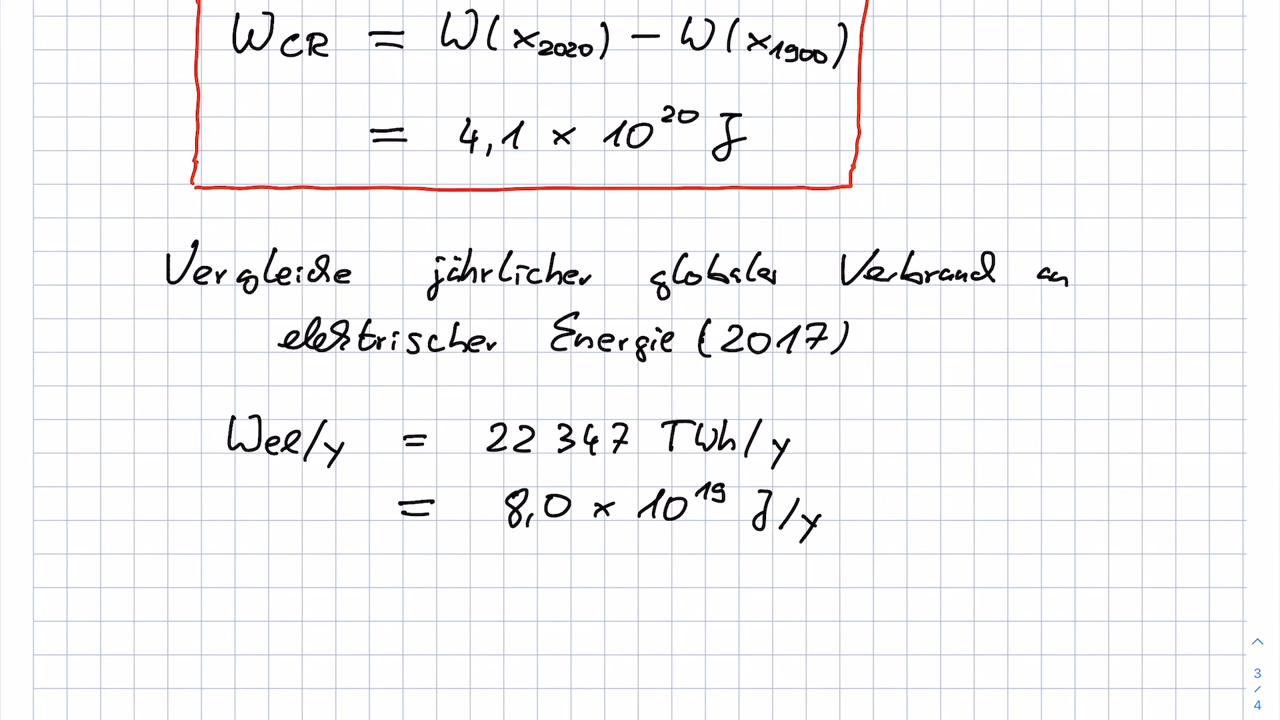 W_CR = W(x_2020) − W(x_1900)
= 4,1 × 10^20 J
Vergleiche jährlicher globaler Verbrauch an
elektrischer Energie (2017)
W_el/y = 22 347 TWh/y
= 8,0 × 10^19 J/y
3
/
4